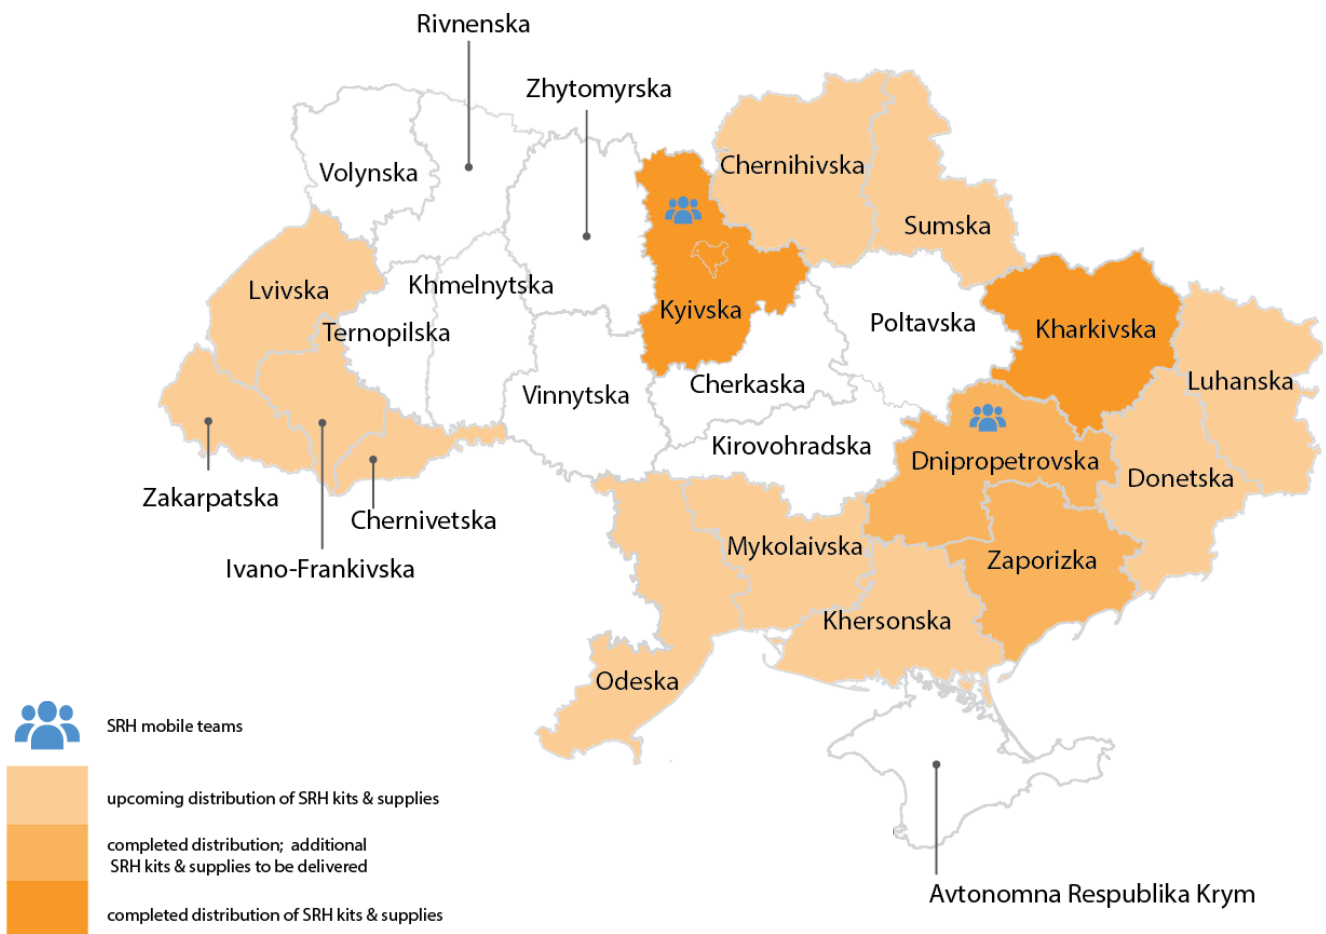 Rivnenska
Zhytomyrska
Volynska
Chernihivska
Sumska
Lvivska
Khmelnytska
Kyivska
Ternopilska
Poltavska
Kharkivska
Cherkaska
Luhanska
Vinnytska
Kirovohradska
Dnipropetrovska
Donetska
Zakarpatska
Chernivetska
Ivano-Frankivska
Mykolaivska
Zaporizka
Khersonska
Odeska
Avtonomna Respublika Krym
SRH mobile teams
upcoming distribution of SRH kits & supplies
completed distribution; additional
SRH kits & supplies to be delivered
completed distribution of SRH kits & supplies